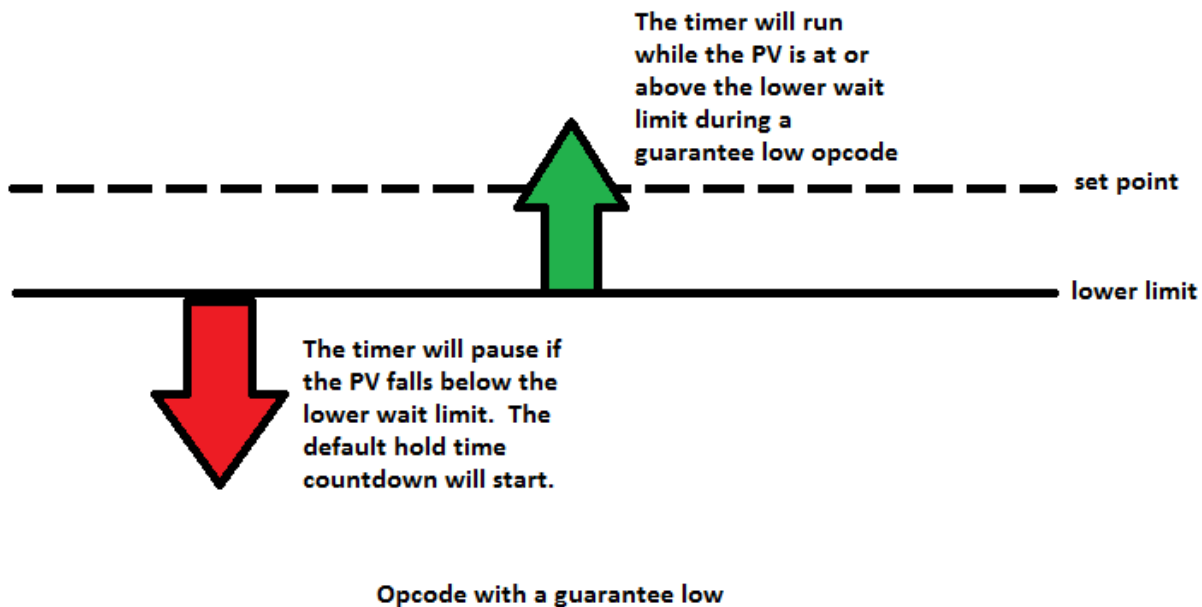 The timer will run
while the PV is at or
above the lower wait
limit during a
guarantee low opcode
set point
lower limit
The timer will pause if
the PV falls below the
lower wait limit.  The
default hold time
countdown will start.
Opcode with a guarantee low